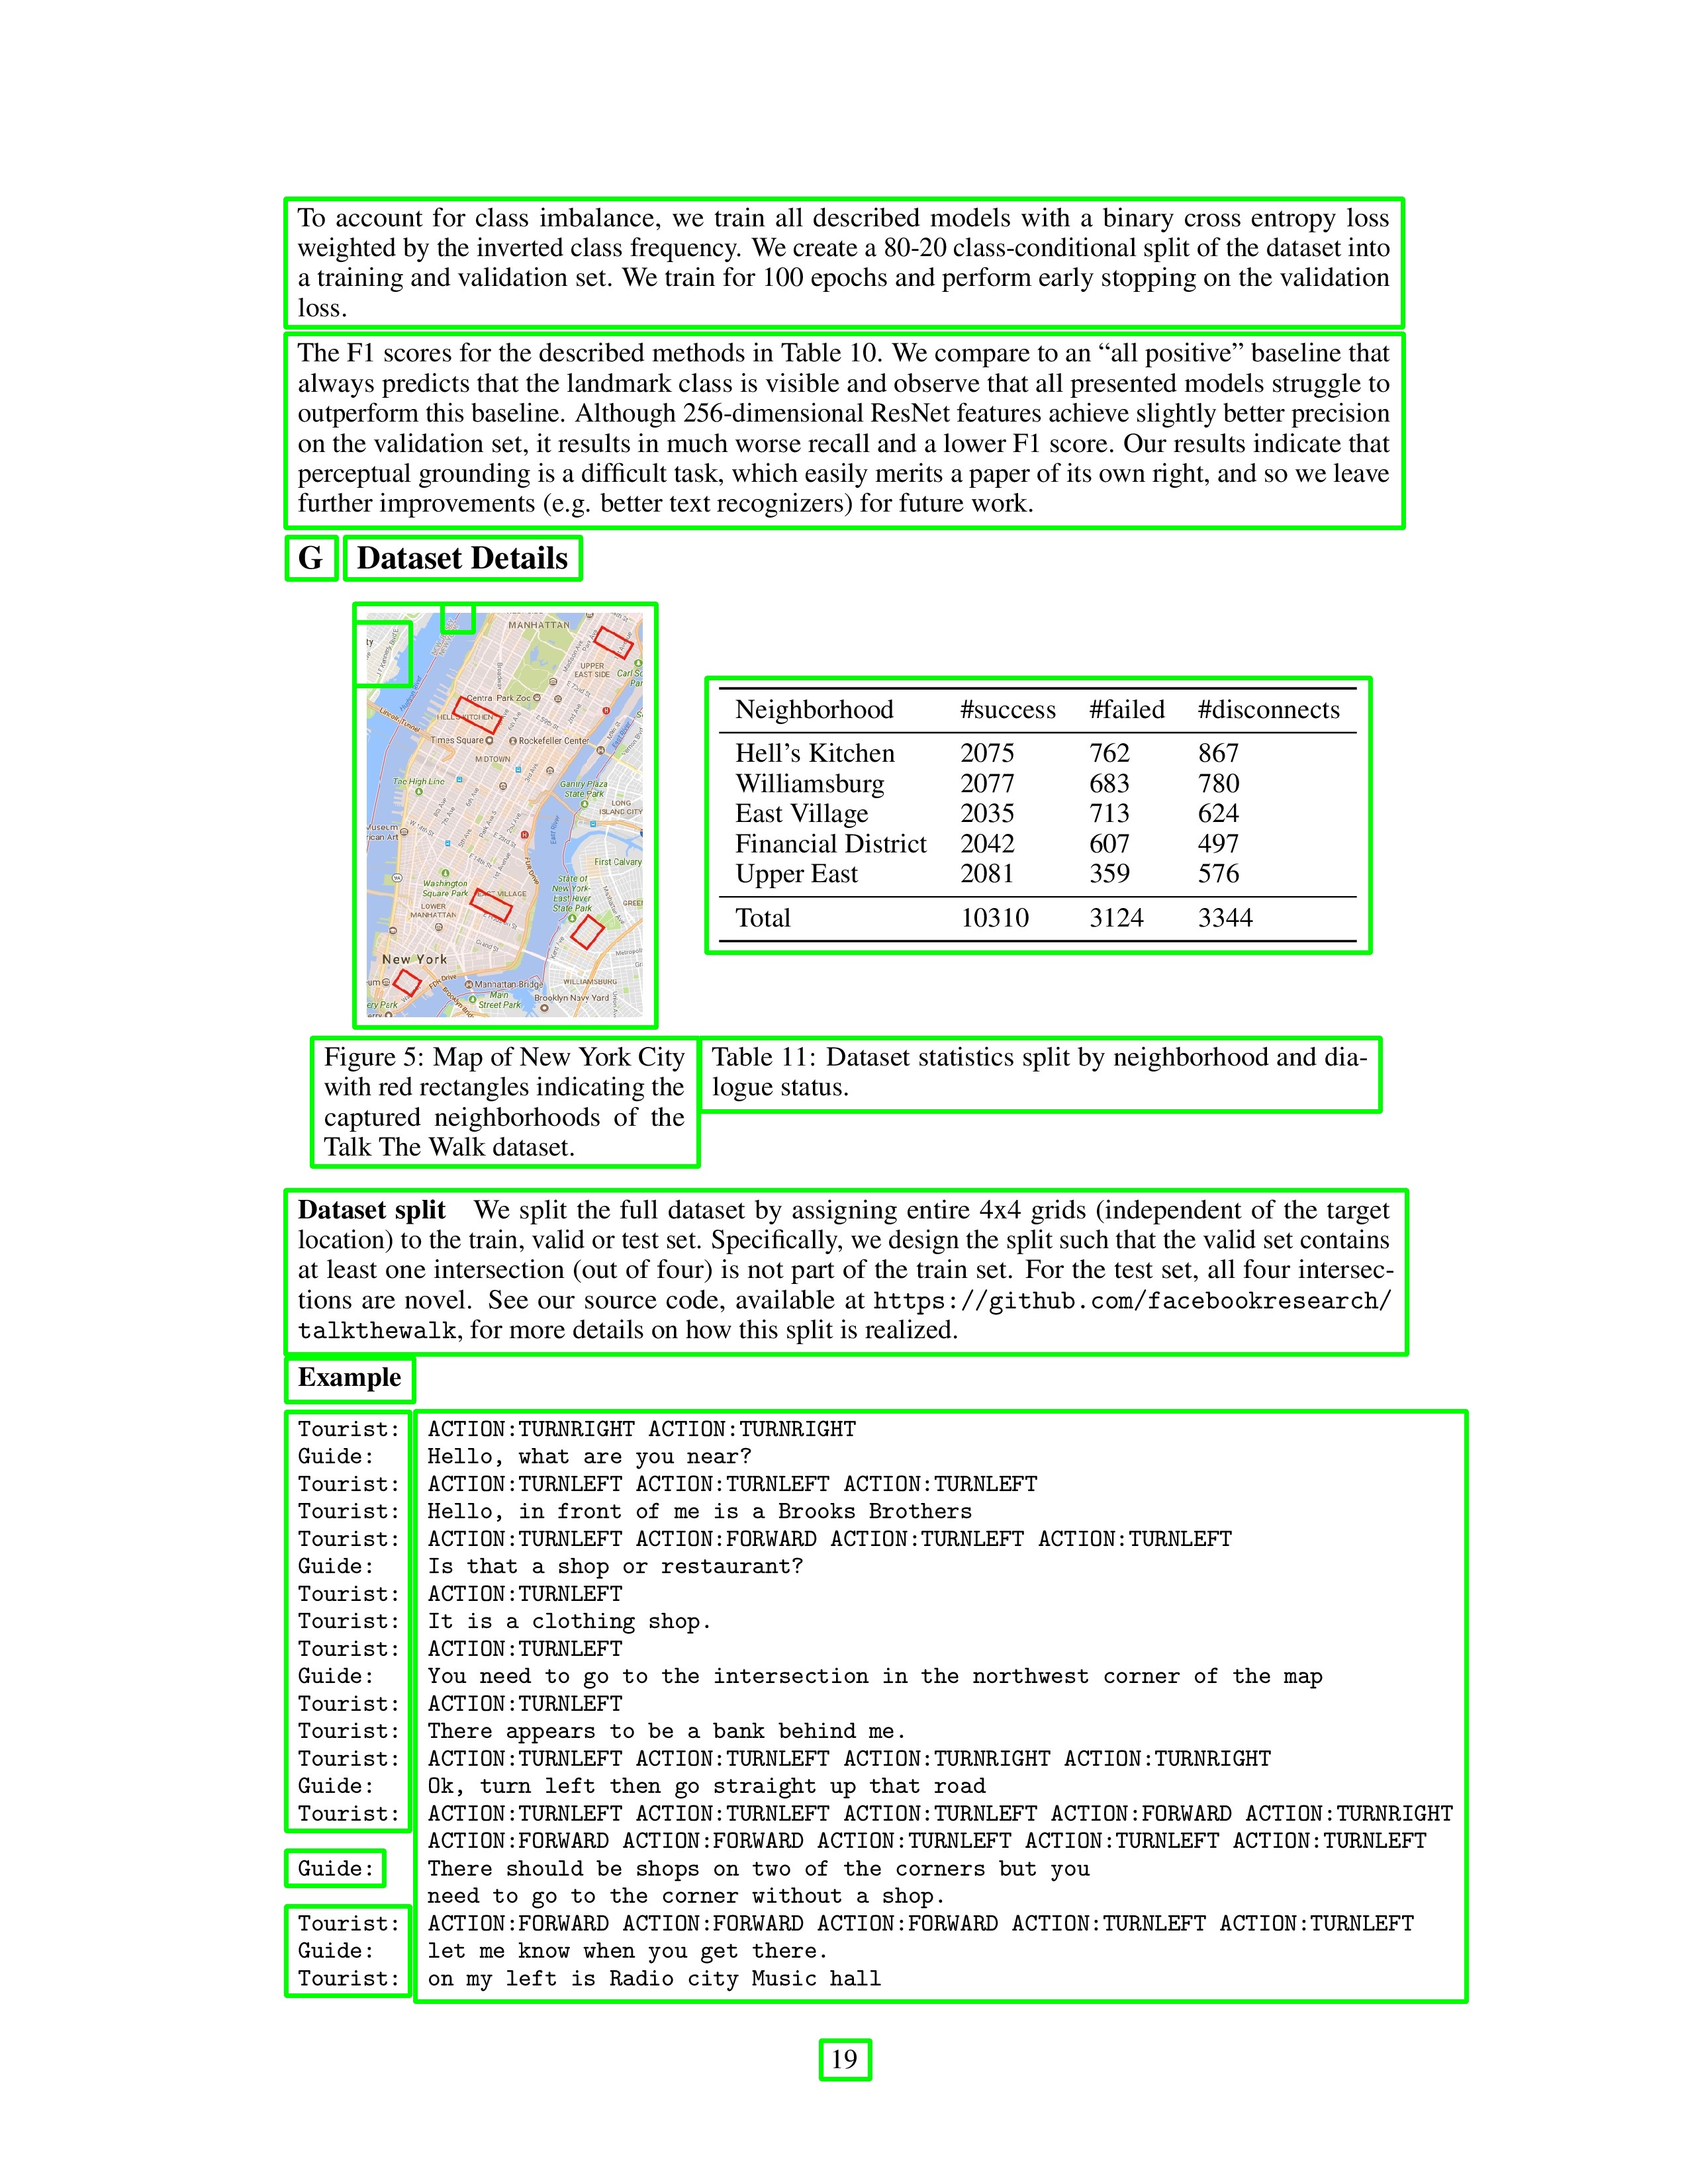 To account for class imbalance, we train all described models with a binary cross entropy loss
weighted by the inverted class frequency. We create a 80-20 class-conditional split of the dataset into
a training and validation set. We train for 100 epochs and perform early stopping on the validation
loss.
The F1 scores for the described methods in Table 10. We compare to an “all positive” baseline that
always predicts that the landmark class is visible and observe that all presented models struggle to
outperform this baseline. Although 256-dimensional ResNet features achieve slightly better precision
on the validation set, it results in much worse recall and a lower F1 score. Our results indicate that
perceptual grounding is a difficult task, which easily merits a paper of its own right, and so we leave
further improvements (e.g. better text recognizers) for future work.
G Dataset Details
MANHATTAN
UPPER
EAST SIDE
Central Park Zoo
HELL'S KITCHEN
Times Square
Rockefeller Center
MIDTOWN
The High Line
Gantry Plaza
State Park
LONG
ISLAND CITY
First Calvary
Washington
Square Park
EAST VILLAGE
LOWER
MANHATTAN
State of
New York-
East River
State Park
New York
Manhattan Bridge
Main
Street Park
WILLIAMSBURG
Brooklyn Navy Yard
Neighborhood #success #failed #disconnects
Hell’s Kitchen 2075 762 867
Williamsburg 2077 683 780
East Village 2035 713 624
Financial District 2042 607 497
Upper East 2081 359 576
Total 10310 3124 3344
Figure 5: Map of New York City
with red rectangles indicating the
captured neighborhoods of the
Talk The Walk dataset.
Table 11: Dataset statistics split by neighborhood and dia-
logue status.
Dataset split We split the full dataset by assigning entire 4x4 grids (independent of the target
location) to the train, valid or test set. Specifically, we design the split such that the valid set contains
at least one intersection (out of four) is not part of the train set. For the test set, all four intersec-
tions are novel. See our source code, available at https://github.com/facebookresearch/
talkthewalk, for more details on how this split is realized.
Example
Tourist: ACTION:TURNRIGHT ACTION:TURNRIGHT
Guide: Hello, what are you near?
Tourist: ACTION:TURNLEFT ACTION:TURNLEFT ACTION:TURNLEFT
Tourist: Hello, in front of me is a Brooks Brothers
Tourist: ACTION:TURNLEFT ACTION:FORWARD ACTION:TURNLEFT ACTION:TURNLEFT
Guide: Is that a shop or restaurant?
Tourist: ACTION:TURNLEFT
Tourist: It is a clothing shop.
Tourist: ACTION:TURNLEFT
Guide: You need to go to the intersection in the northwest corner of the map
Tourist: ACTION:TURNLEFT
Tourist: There appears to be a bank behind me.
Tourist: ACTION:TURNLEFT ACTION:TURNLEFT ACTION:TURNRIGHT ACTION:TURNRIGHT
Guide: Ok, turn left then go straight up that road
Tourist: ACTION:TURNLEFT ACTION:TURNLEFT ACTION:TURNLEFT ACTION:FORWARD ACTION:TURNRIGHT
ACTION:FORWARD ACTION:FORWARD ACTION:TURNLEFT ACTION:TURNLEFT ACTION:TURNLEFT
Guide: There should be shops on two of the corners but you
need to go to the corner without a shop.
Tourist: ACTION:FORWARD ACTION:FORWARD ACTION:FORWARD ACTION:TURNLEFT ACTION:TURNLEFT
Guide: let me know when you get there.
Tourist: on my left is Radio city Music hall
19